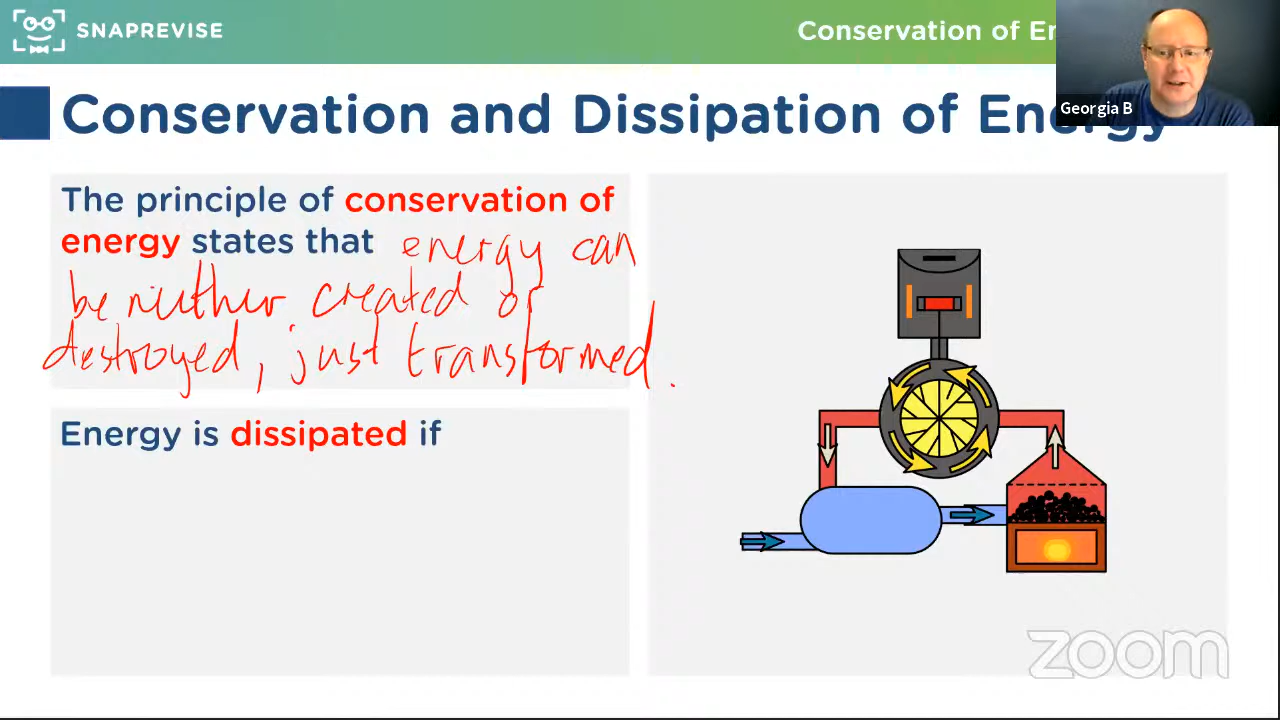 SNAPREVISE
Conservation of En
Georgia B
Conservation and Dissipation of Energy
The principle of conservation of
energy states that energy can
be neither created or
destroyed, just transformed.
Energy is dissipated if
zoom